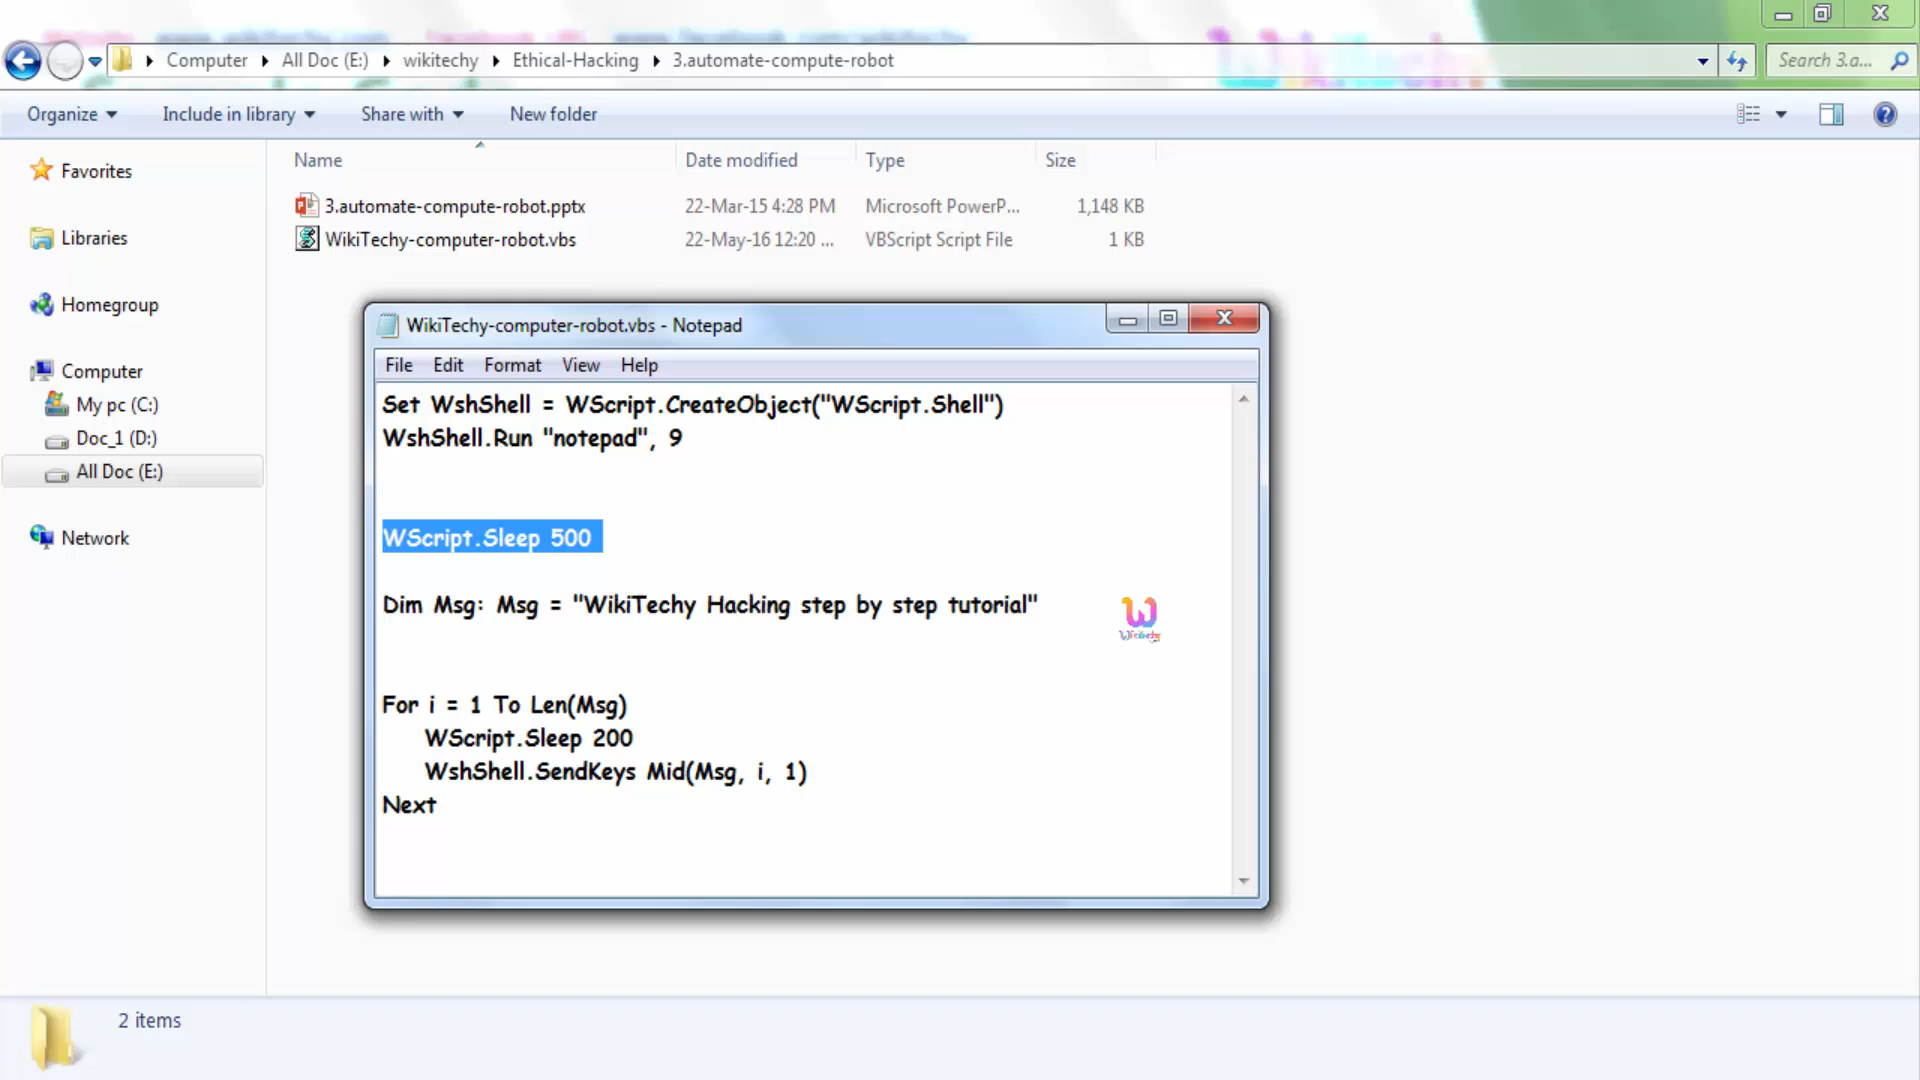 Computer All Doc (E:) wikitechy Ethical-Hacking 3.automate-compute-robot
Search 3.a...
Organize Include in library Share with New folder
Name Date modified Type Size
3.automate-compute-robot.pptx 22-Mar-15 4:28 PM Microsoft PowerP... 1,148 KB
WikiTechy-computer-robot.vbs 22-May-16 12:20 ... VBScript Script File 1 KB
Favorites
Libraries
Homegroup
Computer
My pc (C:)
Doc_1 (D:)
All Doc (E:)
Network
WikiTechy-computer-robot.vbs - Notepad
File Edit Format View Help
Set WshShell = WScript.CreateObject("WScript.Shell")
WshShell.Run "notepad", 9
WScript.Sleep 500
Dim Msg: Msg = "WikiTechy Hacking step by step tutorial"
For i = 1 To Len(Msg)
WScript.Sleep 200
WshShell.SendKeys Mid(Msg, i, 1)
Next
2 items